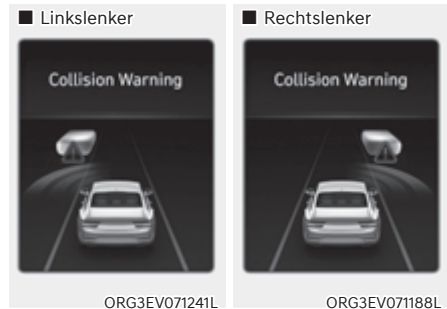 ■ Linkslenker
■ Rechtslenker
Collision Warning
Collision Warning
ORG3EV071241L
ORG3EV071188L